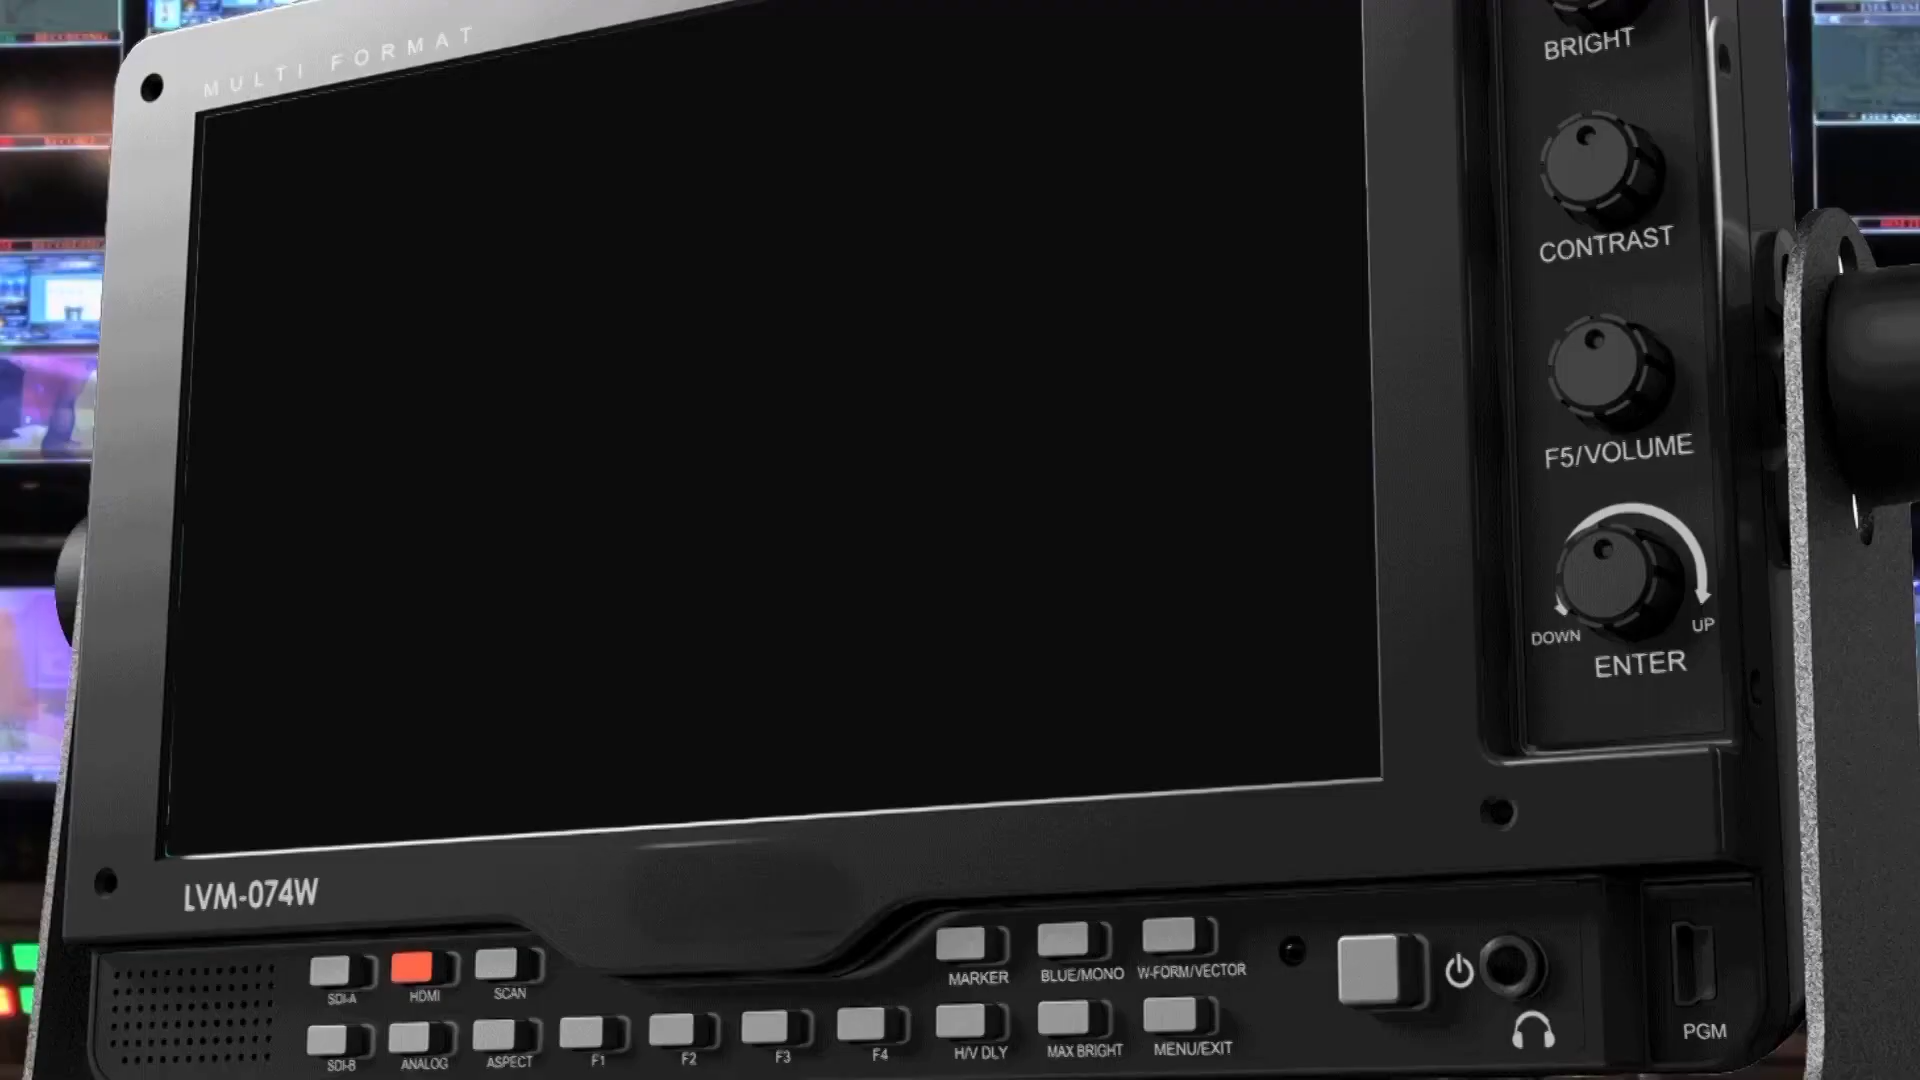 MULTI FORMAT
BRIGHT
CONTRAST
F5/VOLUME
DOWN
UP
ENTER
LVM-074W
MARKER
BLUE/MONO
W-FORM/VECTOR
SDI-A
HDMI
SCAN
SDI-B
ANALOG
ASPECT
F1
F2
F3
F4
H/V DLY
MAX BRIGHT
MENU/EXIT
PGM